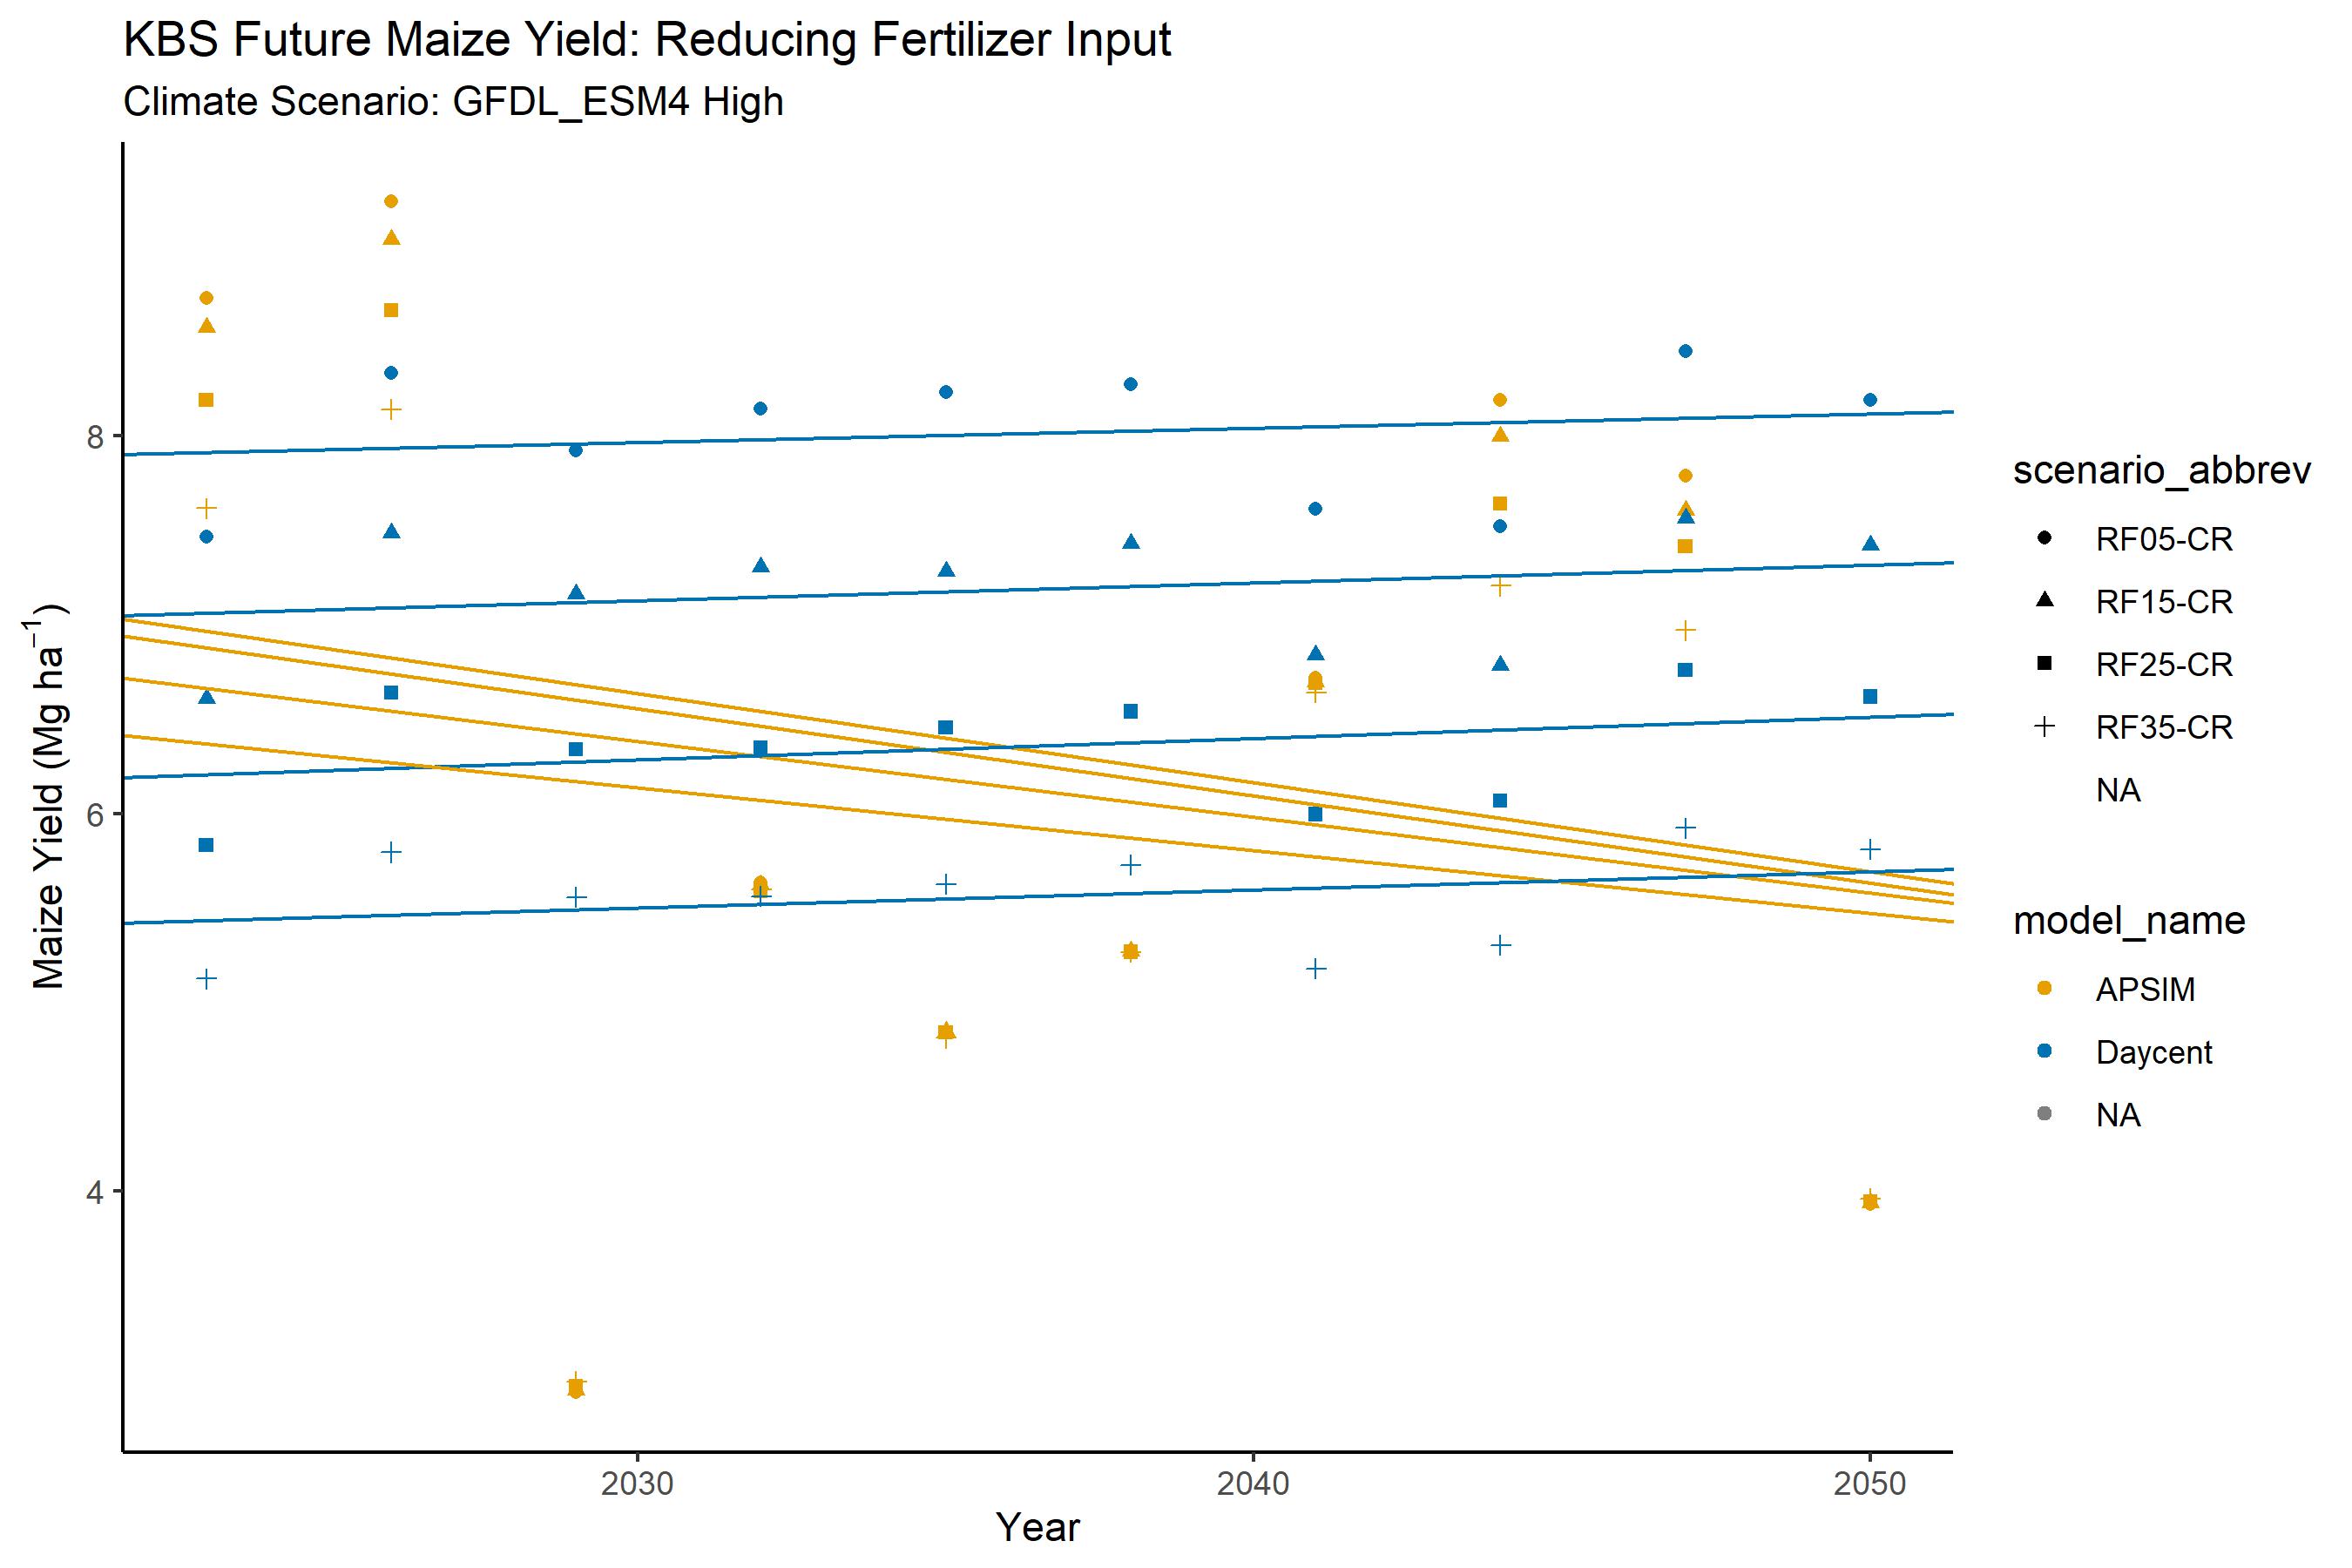 KBS Future Maize Yield: Reducing Fertilizer Input
Climate Scenario: GFDL_ESM4 High
Maize Yield (Mg ha⁻¹)
8
6
4
2030
2040
2050
Year
scenario_abbrev
RF05-CR
RF15-CR
RF25-CR
RF35-CR
NA
model_name
APSIM
Daycent
NA